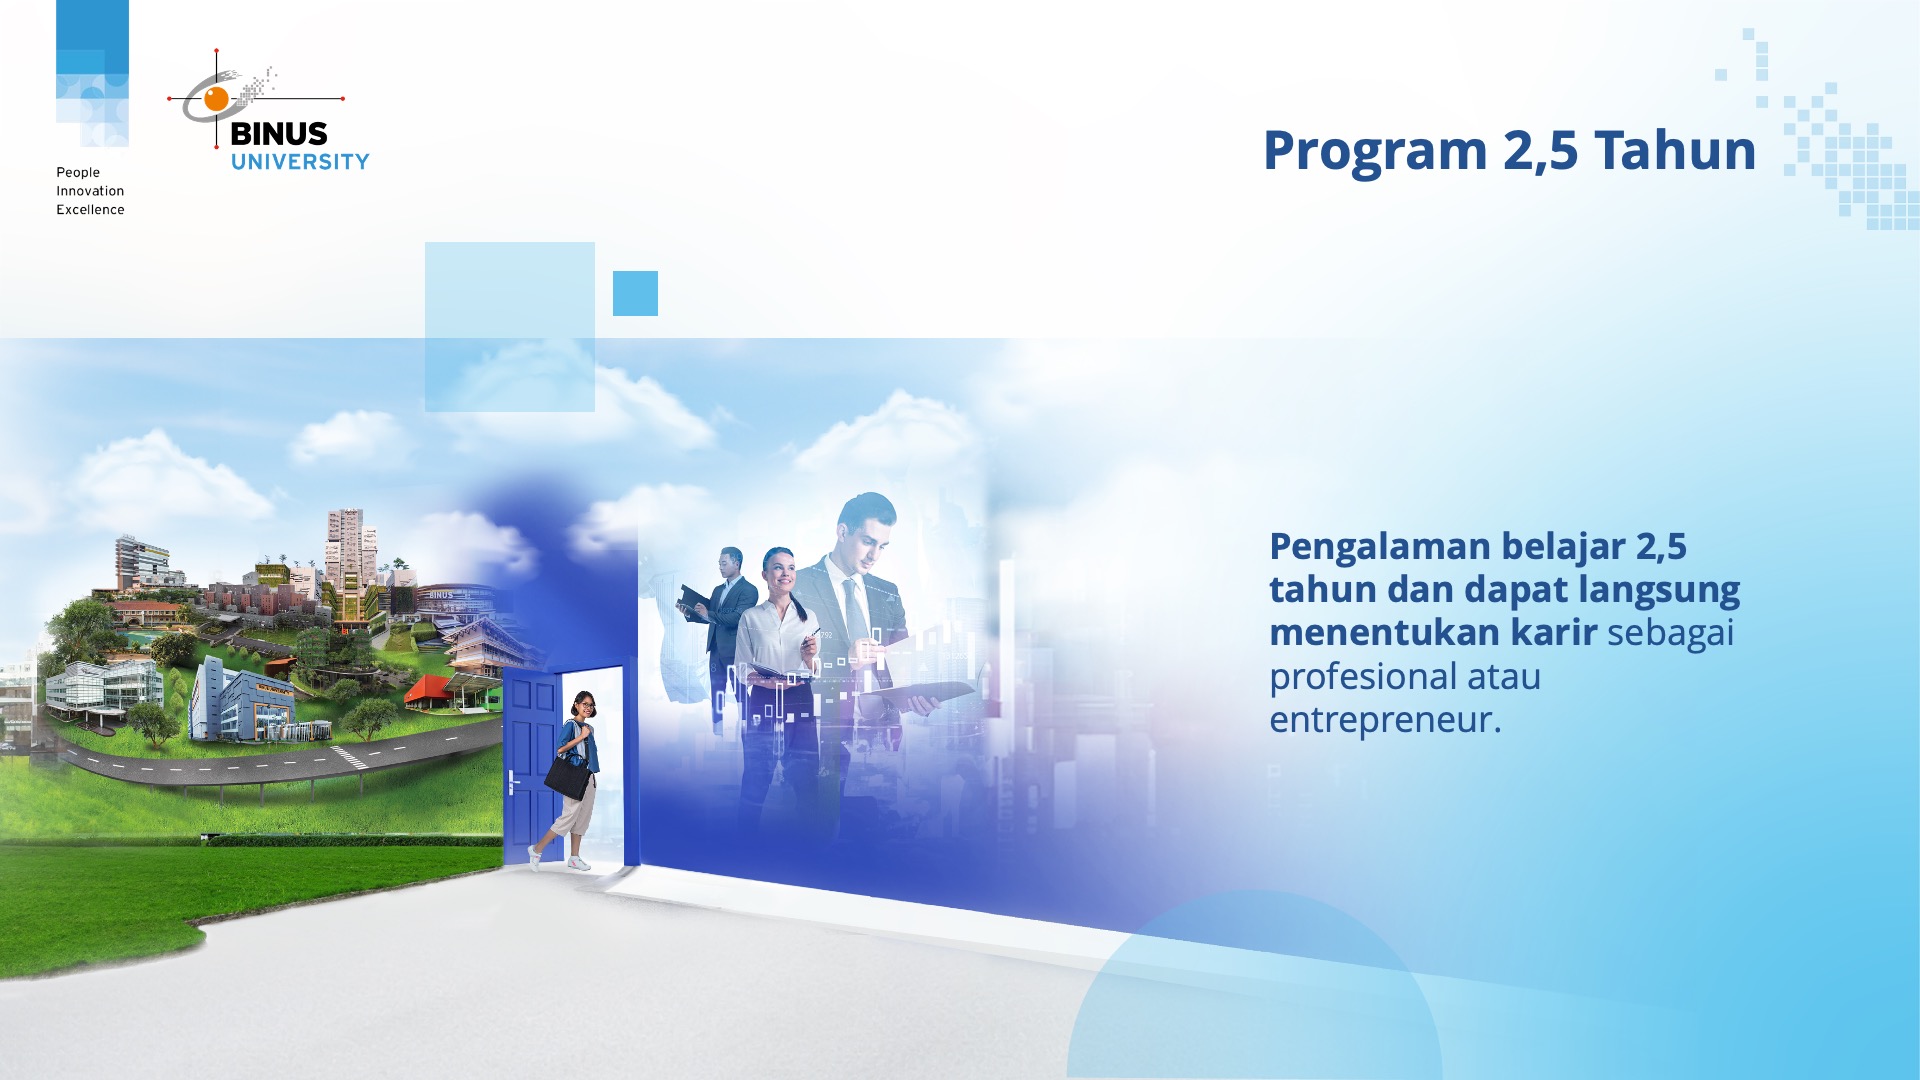 People
Innovation
Excellence
BINUS
UNIVERSITY
Program 2,5 Tahun
BINUS
Pengalaman belajar 2,5
tahun dan dapat langsung
menentukan karir sebagai
profesional atau
entrepreneur.